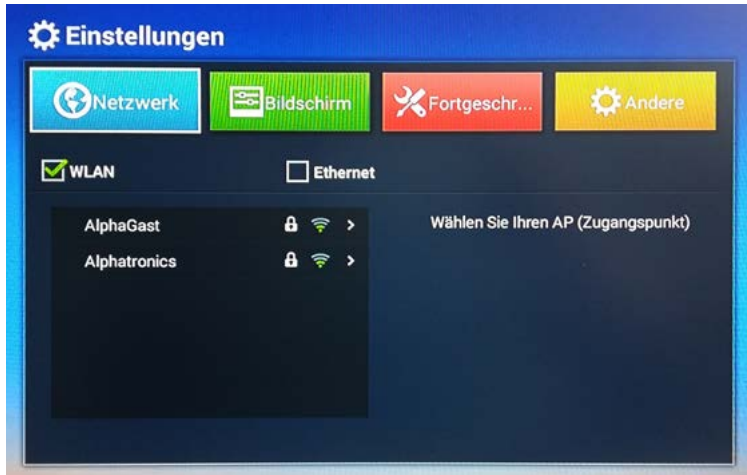 Einstellungen
Netzwerk
Bildschirm
Fortgeschr...
Andere
WLAN
Ethernet
AlphaGast
Wählen Sie Ihren AP (Zugangspunkt)
Alphatronics